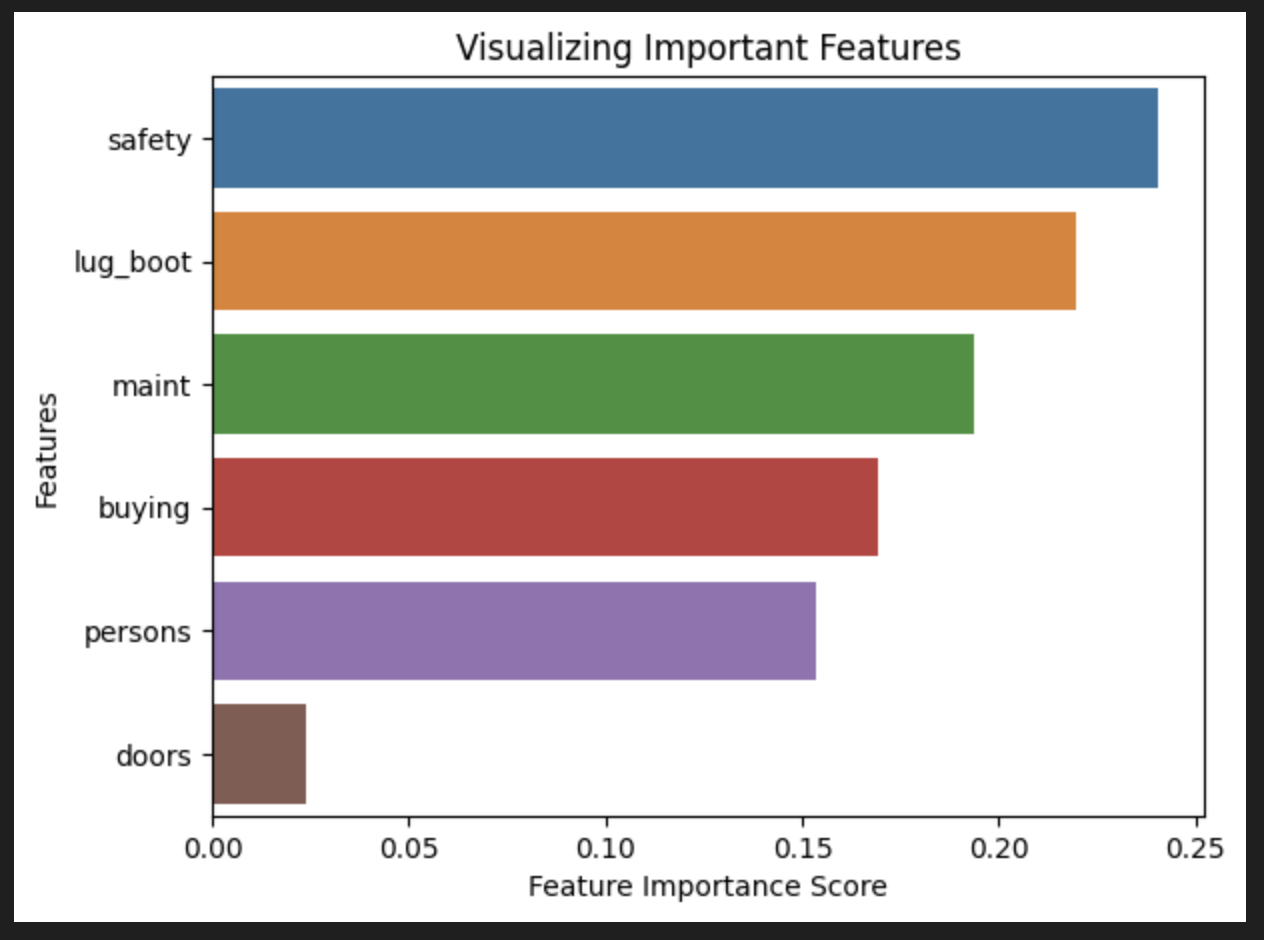 Visualizing Important Features
safety
lug_boot
maint
buying
persons
doors
Features
0.00 0.05 0.10 0.15 0.20 0.25
Feature Importance Score